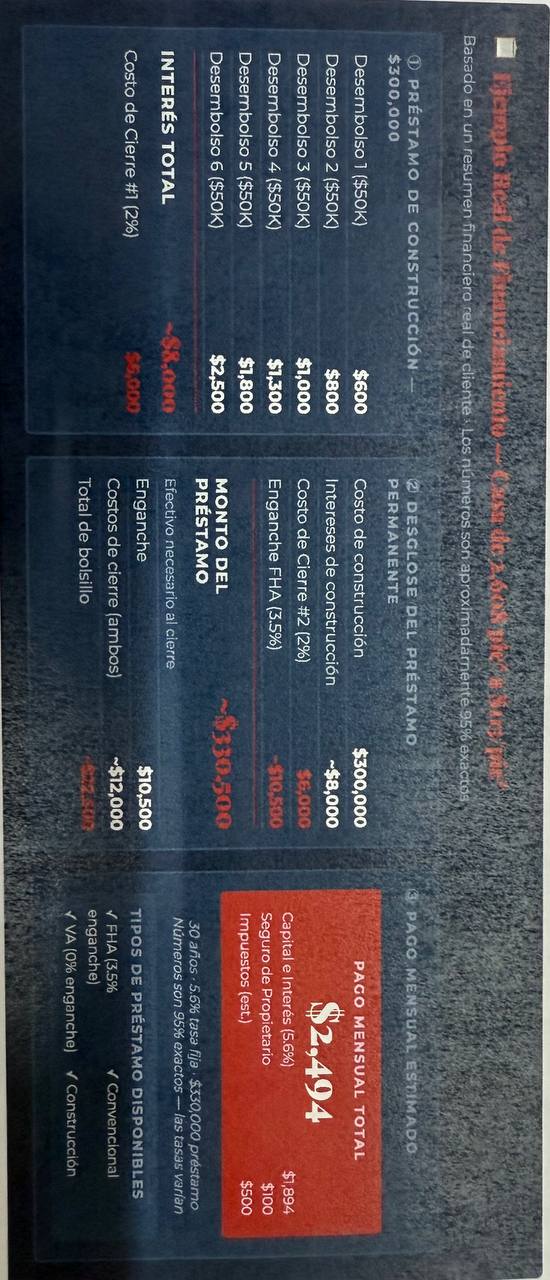 Ejemplo Real de Financiamiento — Casa de 2,608 pie² a $115/pie²
Basado en un resumen financiero real de cliente · Los números son aproximadamente 95% exactos
① PRÉSTAMO DE CONSTRUCCIÓN —
$300,000
Desembolso 1 ($50K) $600
Desembolso 2 ($50K) $800
Desembolso 3 ($50K) $1,000
Desembolso 4 ($50K) $1,300
Desembolso 5 ($50K) $1,800
Desembolso 6 ($50K) $2,500
INTERÉS TOTAL ~$8,000
Costo de Cierre #1 (2%) $6,000
② DESGLOSE DEL PRÉSTAMO
PERMANENTE
Costo de construcción $300,000
Intereses de construcción ~$8,000
Costo de Cierre #2 (2%) $6,000
Enganche FHA (3.5%) ~$10,500
MONTO DEL
PRÉSTAMO ~$330,500
Efectivo necesario al cierre
Enganche $10,500
Costos de cierre (ambos) ~$12,000
Total de bolsillo
③ PAGO MENSUAL ESTIMADO
PAGO MENSUAL TOTAL
$2,494
Capital e Interés (5.6%) $1,894
Seguro de Propietario $100
Impuestos (est.) $500
30 años · 5.6% tasa fija · $330,000 préstamo
Números son 95% exactos — las tasas varían
TIPOS DE PRÉSTAMO DISPONIBLES
✓ FHA (3.5%
enganche)
✓ Convencional
✓ VA (0% enganche)
✓ Construcción